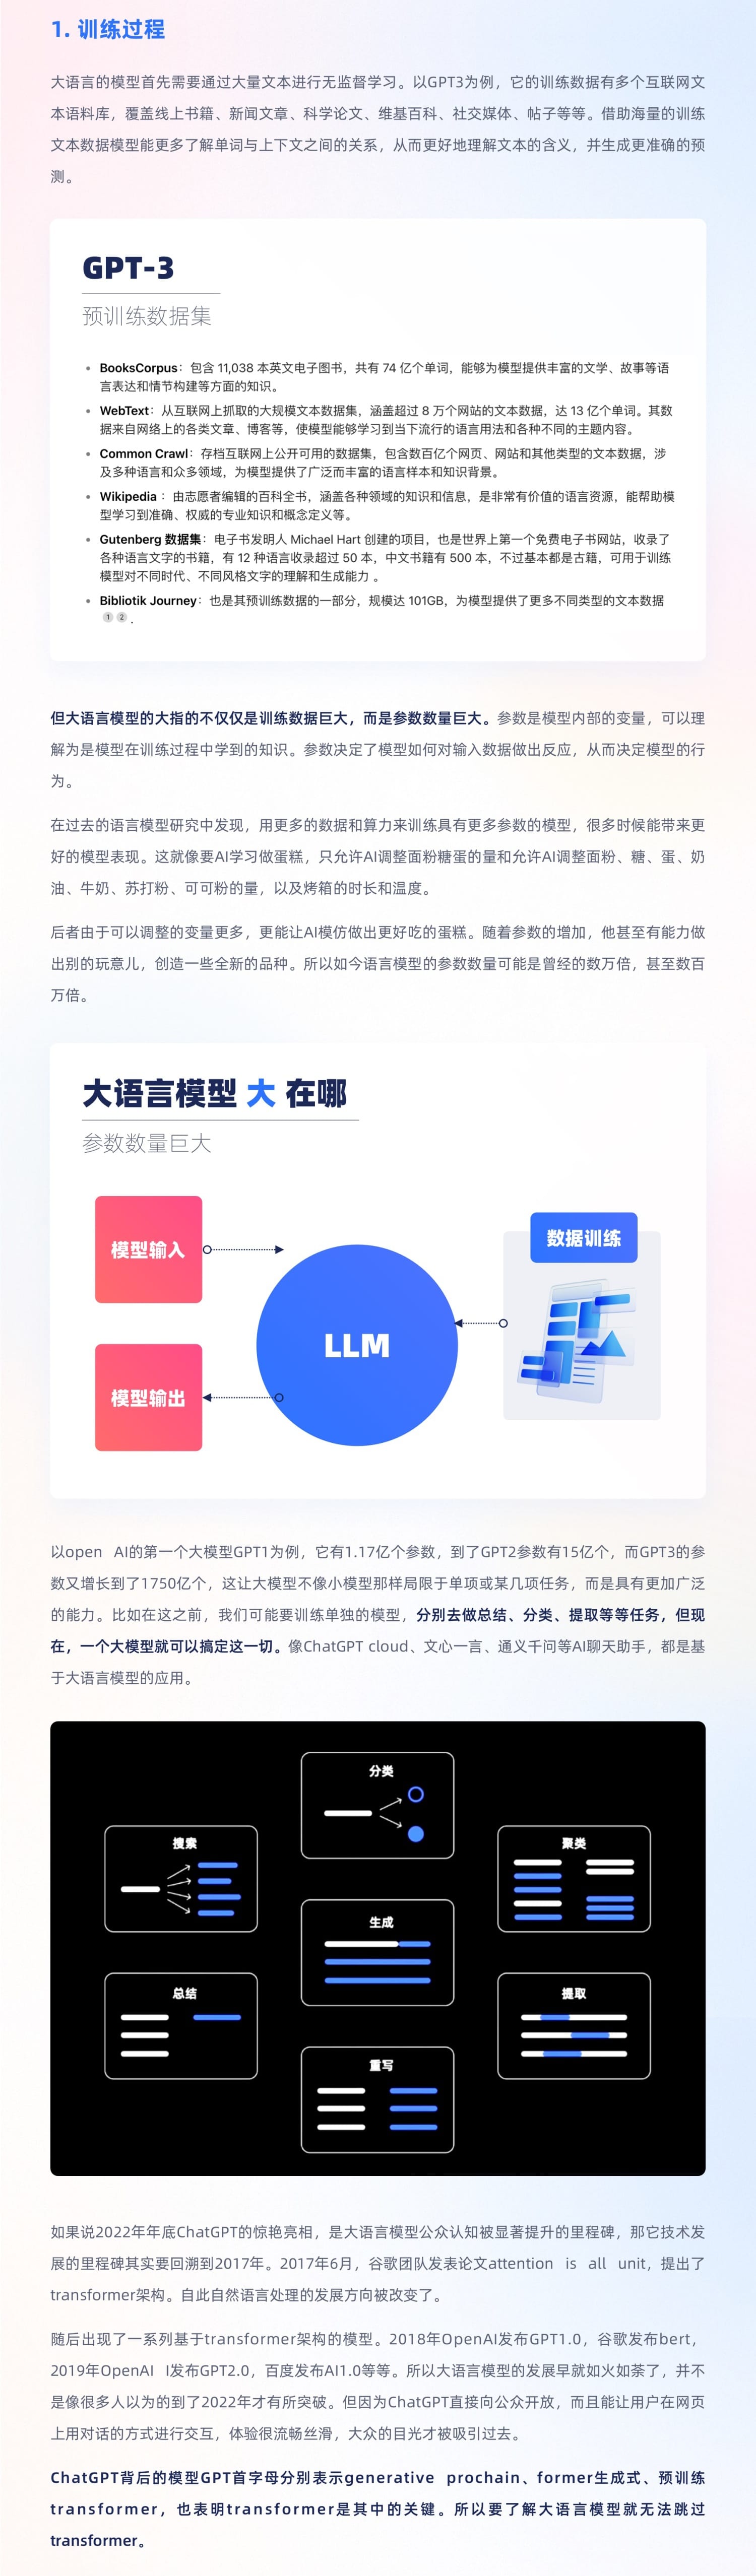 1. 训练过程
大语言的模型首先需要通过大量文本进行无监督学习。以GPT3为例，它的训练数据有多个互联网文
本语料库，覆盖线上书籍、新闻文章、科学论文、维基百科、社交媒体、帖子等等。借助海量的训练
文本数据模型能更多了解单词与上下文之间的关系，从而更好地理解文本的含义，并生成更准确的预
测。
GPT-3
预训练数据集
• BooksCorpus：包含 11,038 本英文电子图书，共有 74 亿个单词，能够为模型提供丰富的文学、故事等语
言表达和情节构建等方面的知识。
• WebText：从互联网上抓取的大规模文本数据集，涵盖超过 8 万个网站的文本数据，达 13 亿个单词。其数
据来自网络上的各类文章、博客等，使模型能够学习到当下流行的语言用法和各种不同的主题内容。
• Common Crawl：存档互联网上公开可用的数据集，包含数百亿个网页、网站和其他类型的文本数据，涉
及多种语言和众多领域，为模型提供了广泛而丰富的语言样本和知识背景。
• Wikipedia ：由志愿者编辑的百科全书，涵盖各种领域的知识和信息，是非常有价值的语言资源，能帮助模
型学习到准确、权威的专业知识和概念定义等。
• Gutenberg 数据集：电子书发明人 Michael Hart 创建的项目，也是世界上第一个免费电子书网站，收录了
各种语言文字的书籍，有 12 种语言收录超过 50 本，中文书籍有 500 本，不过基本都是古籍，可用于训练
模型对不同时代、不同风格文字的理解和生成能力 。
• Bibliotik Journey：也是其预训练数据的一部分，规模达 101GB，为模型提供了更多不同类型的文本数据
1 2 .
但大语言模型的大指的不仅仅是训练数据巨大，而是参数数量巨大。参数是模型内部的变量，可以理
解为是模型在训练过程中学到的知识。参数决定了模型如何对输入数据做出反应，从而决定模型的行
为。
在过去的语言模型研究中发现，用更多的数据和算力来训练具有更多参数的模型，很多时候能带来更
好的模型表现。这就像要AI学习做蛋糕，只允许AI调整面粉糖蛋的量和允许AI调整面粉、糖、蛋、奶
油、牛奶、苏打粉、可可粉的量，以及烤箱的时长和温度。
后者由于可以调整的变量更多，更能让AI模仿做出更好吃的蛋糕。随着参数的增加，他甚至有能力做
出别的玩意儿，创造一些全新的品种。所以如今语言模型的参数数量可能是曾经的数万倍，甚至数百
万倍。
大语言模型 大 在哪
参数数量巨大
模型输入
数据训练
LLM
模型输出
以open AI的第一个大模型GPT1为例，它有1.17亿个参数，到了GPT2参数有15亿个，而GPT3的参
数又增长到了1750亿个，这让大模型不像小模型那样局限于单项或某几项任务，而是具有更加广泛
的能力。比如在这之前，我们可能要训练单独的模型，分别去做总结、分类、提取等等任务，但现
在，一个大模型就可以搞定这一切。像ChatGPT cloud、文心一言、通义千问等AI聊天助手，都是基
于大语言模型的应用。
分类
搜索
聚类
生成
总结
提取
重写
如果说2022年年底ChatGPT的惊艳亮相，是大语言模型公众认知被显著提升的里程碑，那它技术发
展的里程碑其实要回溯到2017年。2017年6月，谷歌团队发表论文attention is all unit，提出了
transformer架构。自此自然语言处理的发展方向被改变了。
随后出现了一系列基于transformer架构的模型。2018年OpenAI发布GPT1.0，谷歌发布bert，
2019年OpenAI I发布GPT2.0，百度发布AI1.0等等。所以大语言模型的发展早就如火如荼了，并不
是像很多人以为的到了2022年才有所突破。但因为ChatGPT直接向公众开放，而且能让用户在网页
上用对话的方式进行交互，体验很流畅丝滑，大众的目光才被吸引过去。
ChatGPT背后的模型GPT首字母分别表示generative prochain、former生成式、预训练
transformer，也表明transformer是其中的关键。所以要了解大语言模型就无法跳过
transformer。